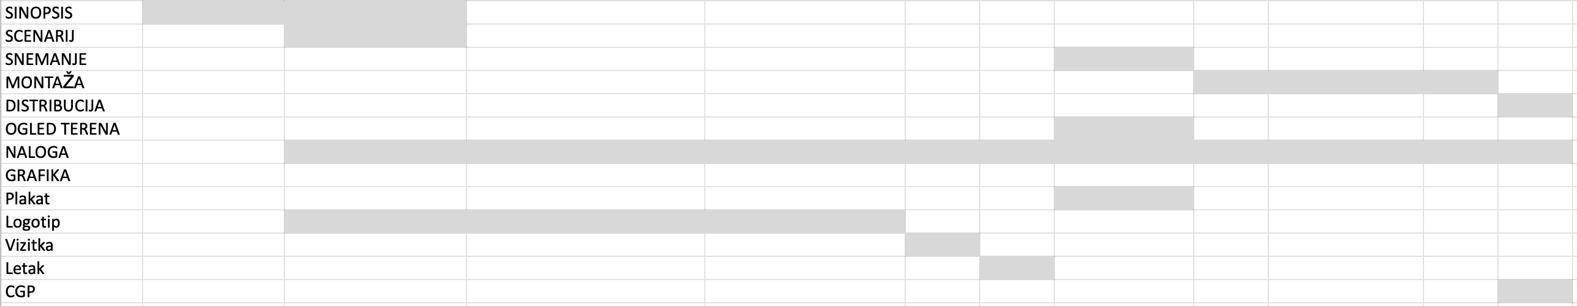 SINOPSIS
SCENARIJ
SNEMANJE
MONTAŽA
DISTRIBUCIJA
OGLED TERENA
NALOGA
GRAFIKA
Plakat
Logotip
Vizitka
Letak
CGP